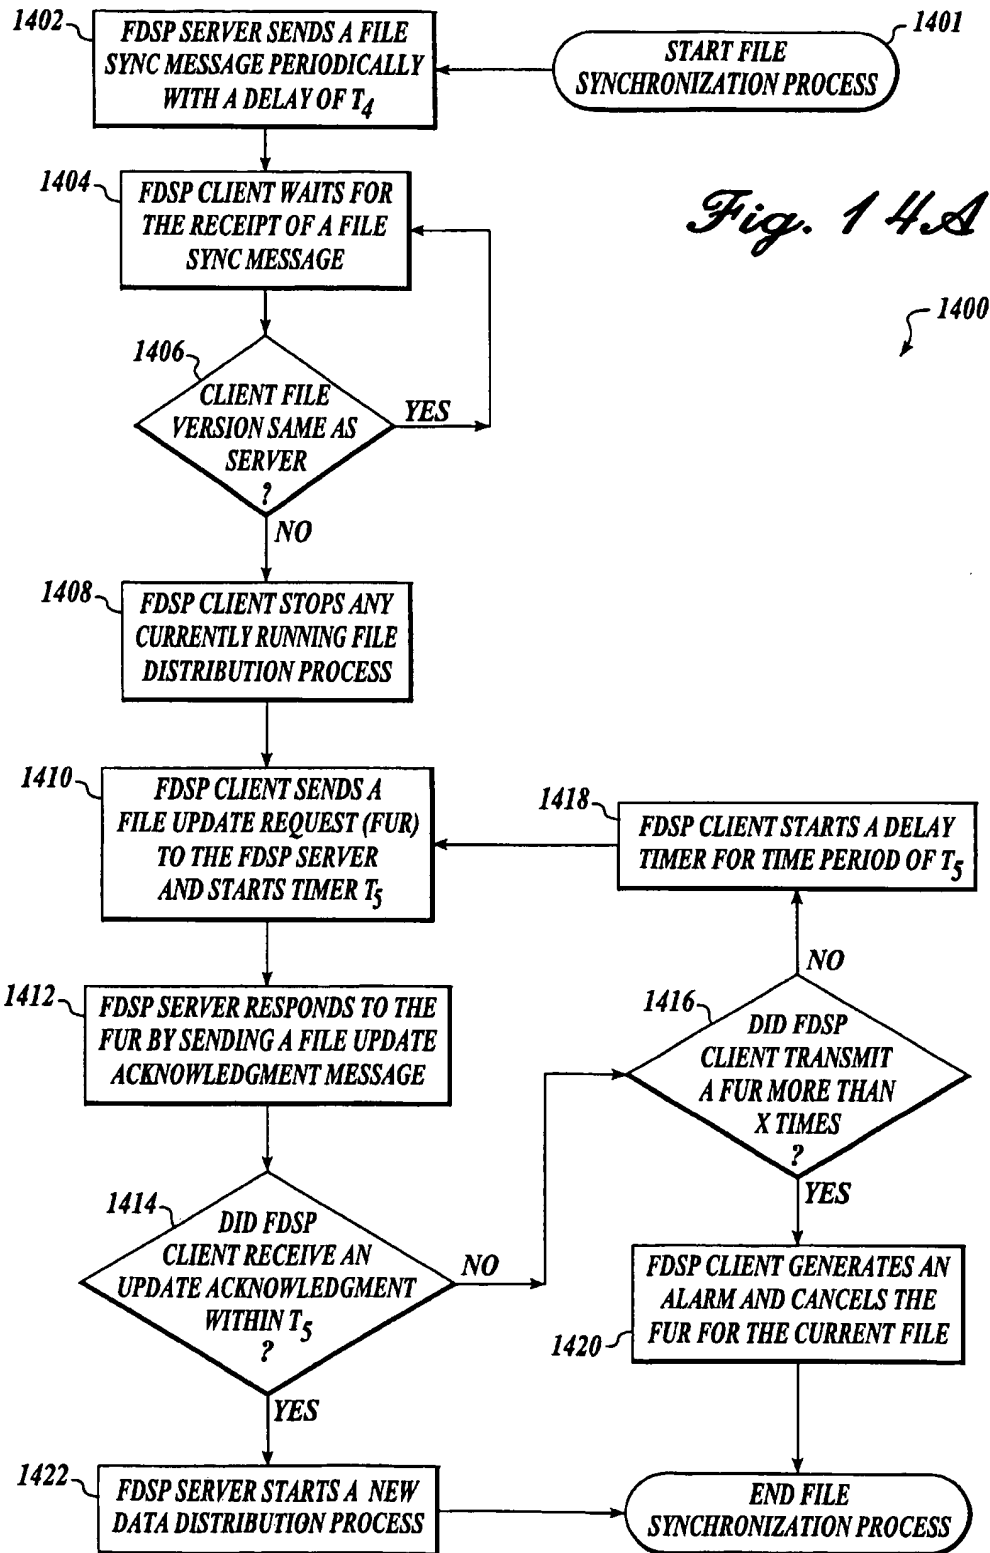 1402
FDSP SERVER SENDS A FILE
SYNC MESSAGE PERIODICALLY
WITH A DELAY OF T4
1401
START FILE
SYNCHRONIZATION PROCESS
Fig. 14A
1400
1404
FDSP CLIENT WAITS FOR
THE RECEIPT OF A FILE
SYNC MESSAGE
1406
CLIENT FILE
VERSION SAME AS
SERVER
?
YES
NO
1408
FDSP CLIENT STOPS ANY
CURRENTLY RUNNING FILE
DISTRIBUTION PROCESS
1410
FDSP CLIENT SENDS A
FILE UPDATE REQUEST (FUR)
TO THE FDSP SERVER
AND STARTS TIMER T5
1418
FDSP CLIENT STARTS A DELAY
TIMER FOR TIME PERIOD OF T5
NO
1412
FDSP SERVER RESPONDS TO THE
FUR BY SENDING A FILE UPDATE
ACKNOWLEDGMENT MESSAGE
1416
DID FDSP
CLIENT TRANSMIT
A FUR MORE THAN
X TIMES
?
YES
1414
DID FDSP
CLIENT RECEIVE AN
UPDATE ACKNOWLEDGMENT
WITHIN T5
?
NO
YES
1420
FDSP CLIENT GENERATES AN
ALARM AND CANCELS THE
FUR FOR THE CURRENT FILE
1422
FDSP SERVER STARTS A NEW
DATA DISTRIBUTION PROCESS
END FILE
SYNCHRONIZATION PROCESS